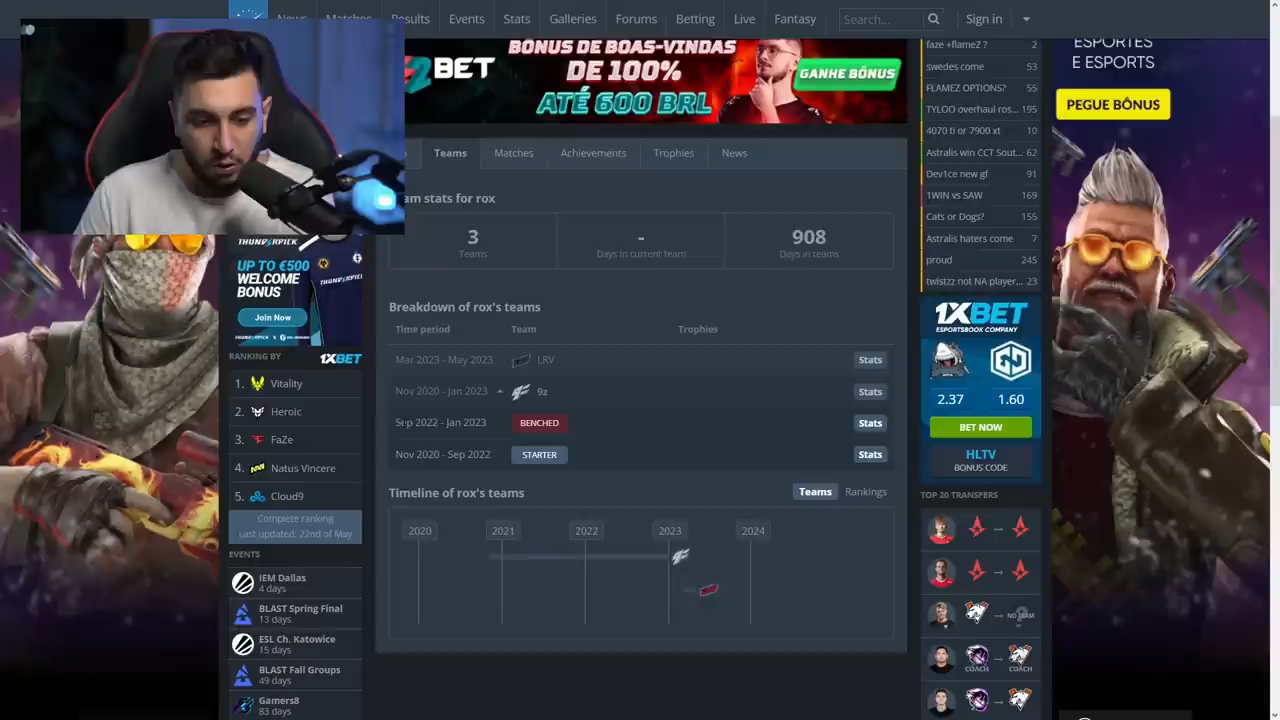 News Matches Results Events Stats Galleries Forums Betting Live Fantasy Search... Sign in
BET
BÔNUS DE BOAS-VINDAS
DE 100%
ATÉ 600 BRL
GANHE BÔNUS
Teams Matches Achievements Trophies News
am stats for rox
3
Teams
-
Days in current team
908
Days in teams
Breakdown of rox's teams
Time period Team Trophies
Mar 2023 - May 2023 LRV Stats
Nov 2020 - Jan 2023 9z Stats
Sep 2022 - Jan 2023 BENCHED Stats
Nov 2020 - Sep 2022 STARTER Stats
Timeline of rox's teams Teams Rankings
2020 2021 2022 2023 2024
THUNDERPICK
UP TO €500
WELCOME
BONUS
Join Now
RANKING BY 1XBET
1. Vitality
2. Heroic
3. FaZe
4. Natus Vincere
5. Cloud9
Complete ranking
Last updated: 22nd of May
EVENTS
IEM Dallas
4 days
BLAST Spring Final
13 days
ESL Ch. Katowice
15 days
BLAST Fall Groups
49 days
Gamers8
83 days
faze +flameZ ? 2
swedes come 53
FLAMEZ OPTIONS? 55
TYLOO overhaul ros... 195
4070 ti or 7900 xt 10
Astralis win CCT Sout... 62
Dev1ce new gf 91
1WIN vs SAW 169
Cats or Dogs? 155
Astralis haters come 7
proud 245
twistzz not NA player... 23
1XBET
ESPORTSBOOK COMPANY
2.37 1.60
BET NOW
HLTV
BONUS CODE
TOP 20 TRANSFERS
NO TEAM
COACH COACH
ESPORTES
E ESPORTS
PEGUE BÔNUS